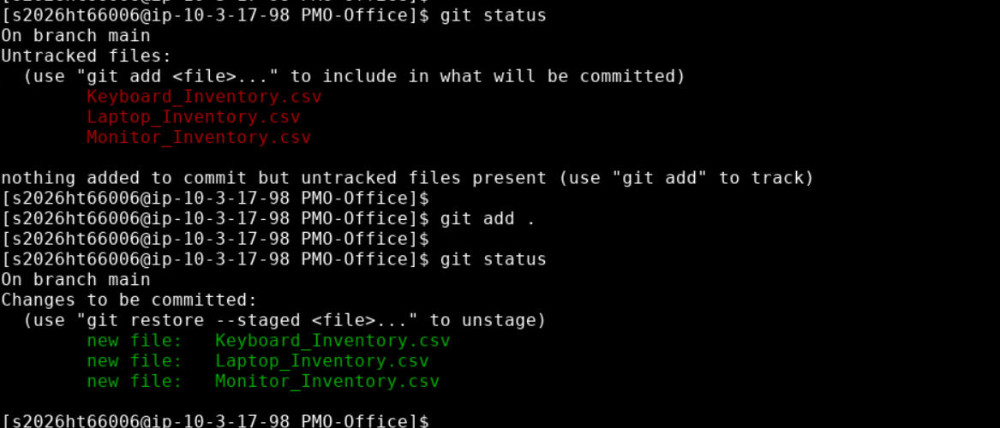 [s2026ht66006@ip-10-3-17-98 PMO-Office]$ git status
On branch main
Untracked files:
  (use "git add <file>..." to include in what will be committed)
        Keyboard_Inventory.csv
        Laptop_Inventory.csv
        Monitor_Inventory.csv

nothing added to commit but untracked files present (use "git add" to track)
[s2026ht66006@ip-10-3-17-98 PMO-Office]$
[s2026ht66006@ip-10-3-17-98 PMO-Office]$ git add .
[s2026ht66006@ip-10-3-17-98 PMO-Office]$
[s2026ht66006@ip-10-3-17-98 PMO-Office]$ git status
On branch main
Changes to be committed:
  (use "git restore --staged <file>..." to unstage)
        new file:   Keyboard_Inventory.csv
        new file:   Laptop_Inventory.csv
        new file:   Monitor_Inventory.csv

[s2026ht66006@ip-10-3-17-98 PMO-Office]$